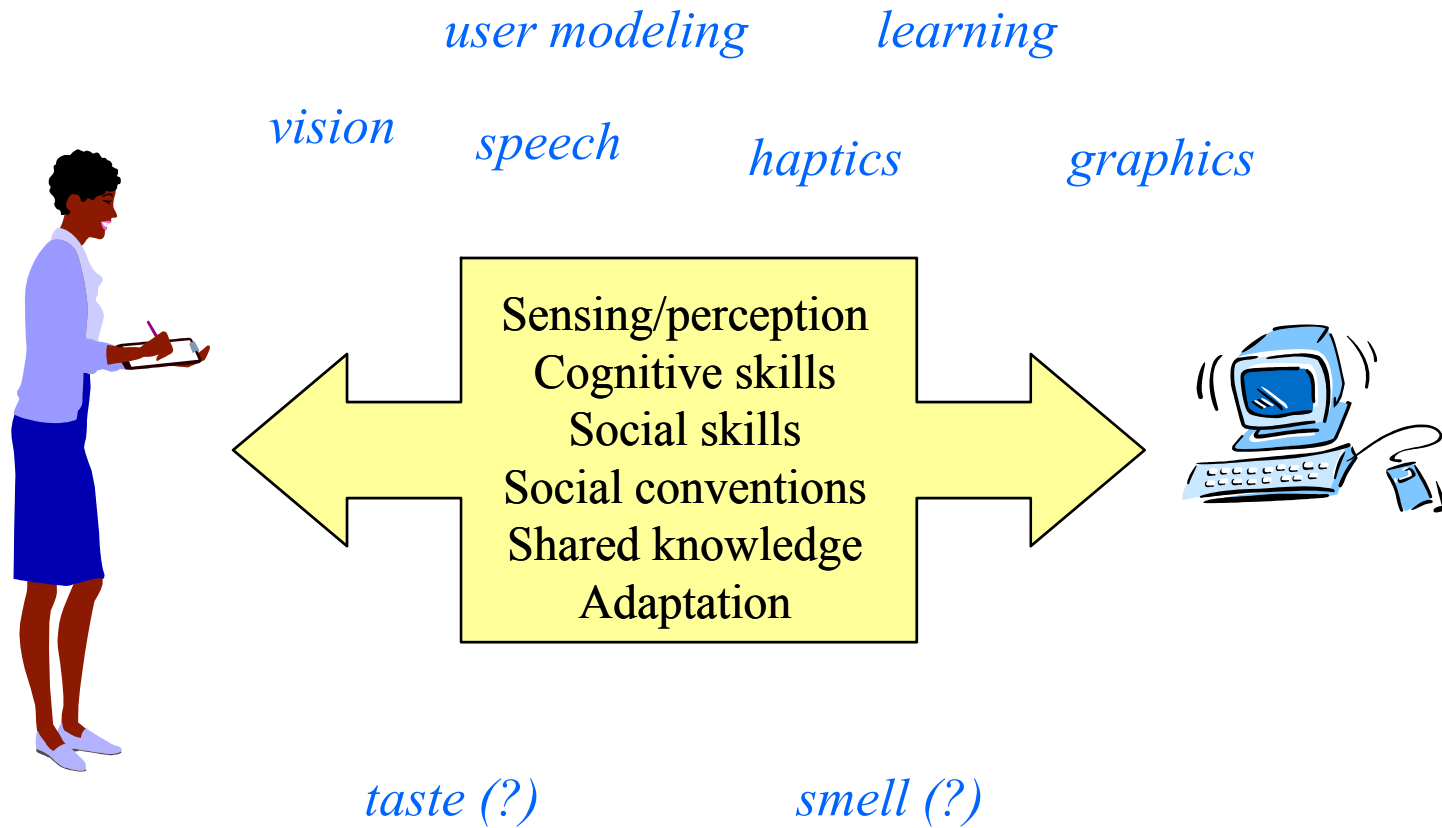 user modeling learning
vision speech haptics graphics
Sensing/perception
Cognitive skills
Social skills
Social conventions
Shared knowledge
Adaptation
taste (?) smell (?)